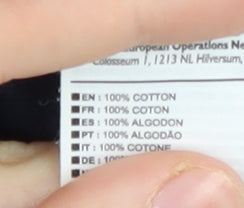 European Operations Ne
Colosseum 1, 1213 NL Hilversum,
EN : 100% COTTON
FR : 100% COTON
ES : 100% ALGODON
PT : 100% ALGODÃO
IT : 100% COTONE
DE : 100%